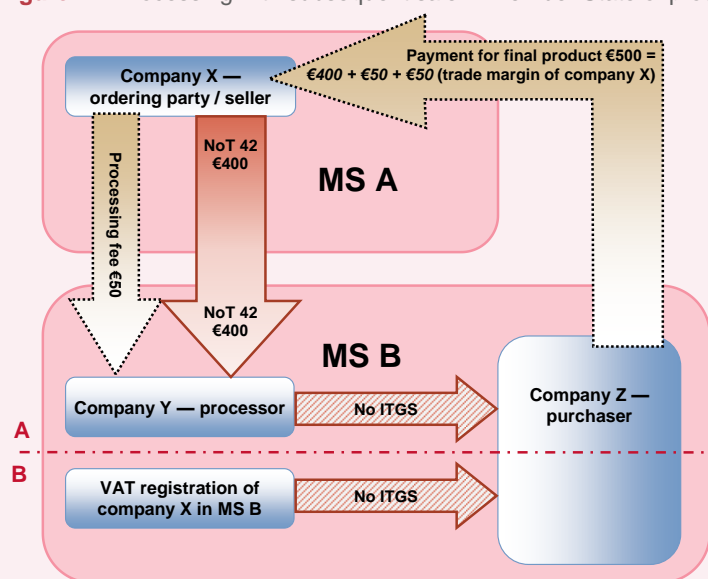 Payment for final product €500 =
€400 + €50 + €50 (trade margin of company X)
Company X —
ordering party / seller
NoT 42
€400
Processing fee €50
MS A
NoT 42
€400
MS B
Company Y — processor
No ITGS
Company Z —
purchaser
A
B
VAT registration of
company X in MS B
No ITGS